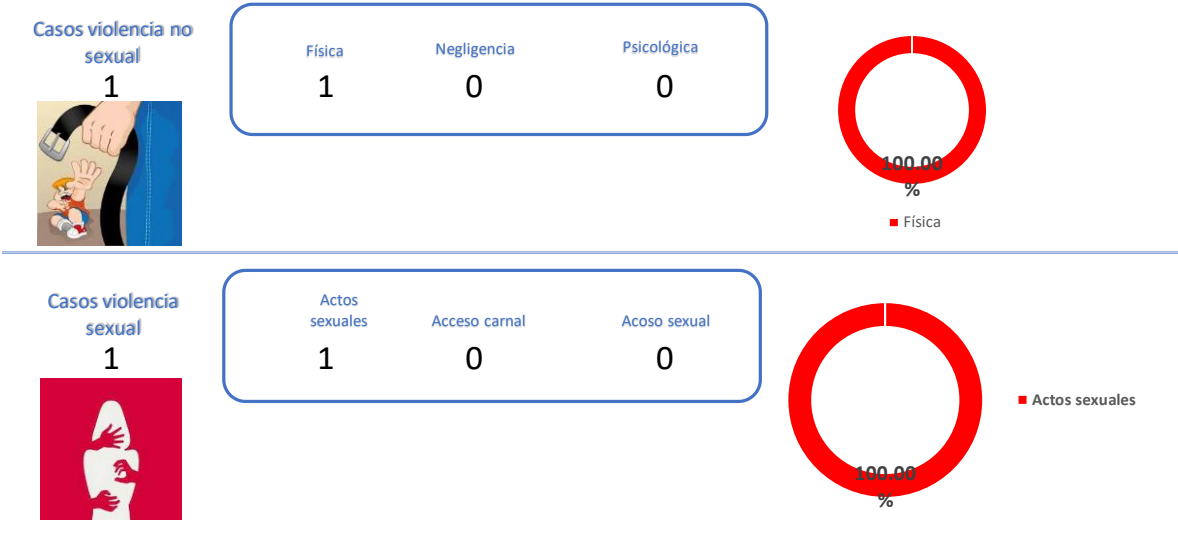 Casos violencia no
sexual
1
Física
Negligencia
Psicológica
1
0
0
100.00
%
Física
Casos violencia
sexual
1
Actos
sexuales
Acceso carnal
Acoso sexual
1
0
0
100.00
%
Actos sexuales